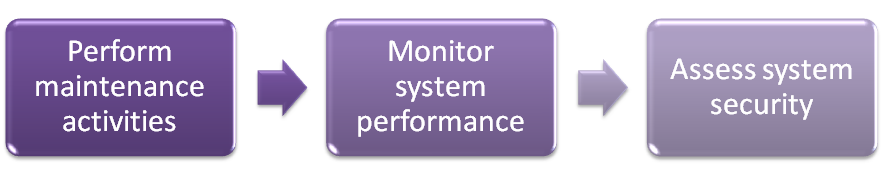 Perform
maintenance
activities
Monitor
system
performance
Assess system
security